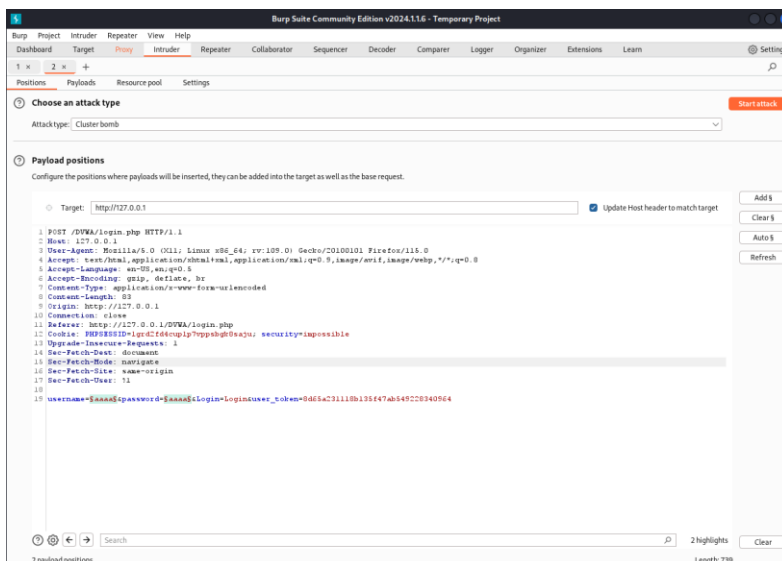 Burp Suite Community Edition v2024.1.1.6 - Temporary Project
Burp Project Intruder Repeater View Help
Dashboard Target Proxy Intruder Repeater Collaborator Sequencer Decoder Comparer Logger Organizer Extensions Learn Setting
1 × 2 × +
Positions Payloads Resource pool Settings
Choose an attack type
Start attack
Attack type: Cluster bomb
Payload positions
Configure the positions where payloads will be inserted, they can be added into the target as well as the base request.
Add §
Target: http://127.0.0.1 Update Host header to match target
Clear §
1 POST /DVWA/login.php HTTP/1.1
2 Host: 127.0.0.1
Auto §
3 User-Agent: Mozilla/5.0 (X11; Linux x86_64; rv:109.0) Gecko/20100101 Firefox/115.0
4 Accept: text/html,application/xhtml+xml,application/xml;q=0.9,image/avif,image/webp,*/*;q=0.8
Refresh
5 Accept-Language: en-US,en;q=0.5
6 Accept-Encoding: gzip, deflate, br
7 Content-Type: application/x-www-form-urlencoded
8 Content-Length: 83
9 Origin: http://127.0.0.1
10 Connection: close
11 Referer: http://127.0.0.1/DVWA/login.php
12 Cookie: security=impossible
13 Upgrade-Insecure-Requests: 1
14 Sec-Fetch-Dest: document
15 Sec-Fetch-Mode: navigate
16 Sec-Fetch-Site: same-origin
17 Sec-Fetch-User: ?1
18
19 username=§aaaa§&password=§aaaa§&Login=Login&user_token=8d65a231118b135f47ab549228340964
Search 2 highlights Clear
2 payload positions Length: 739